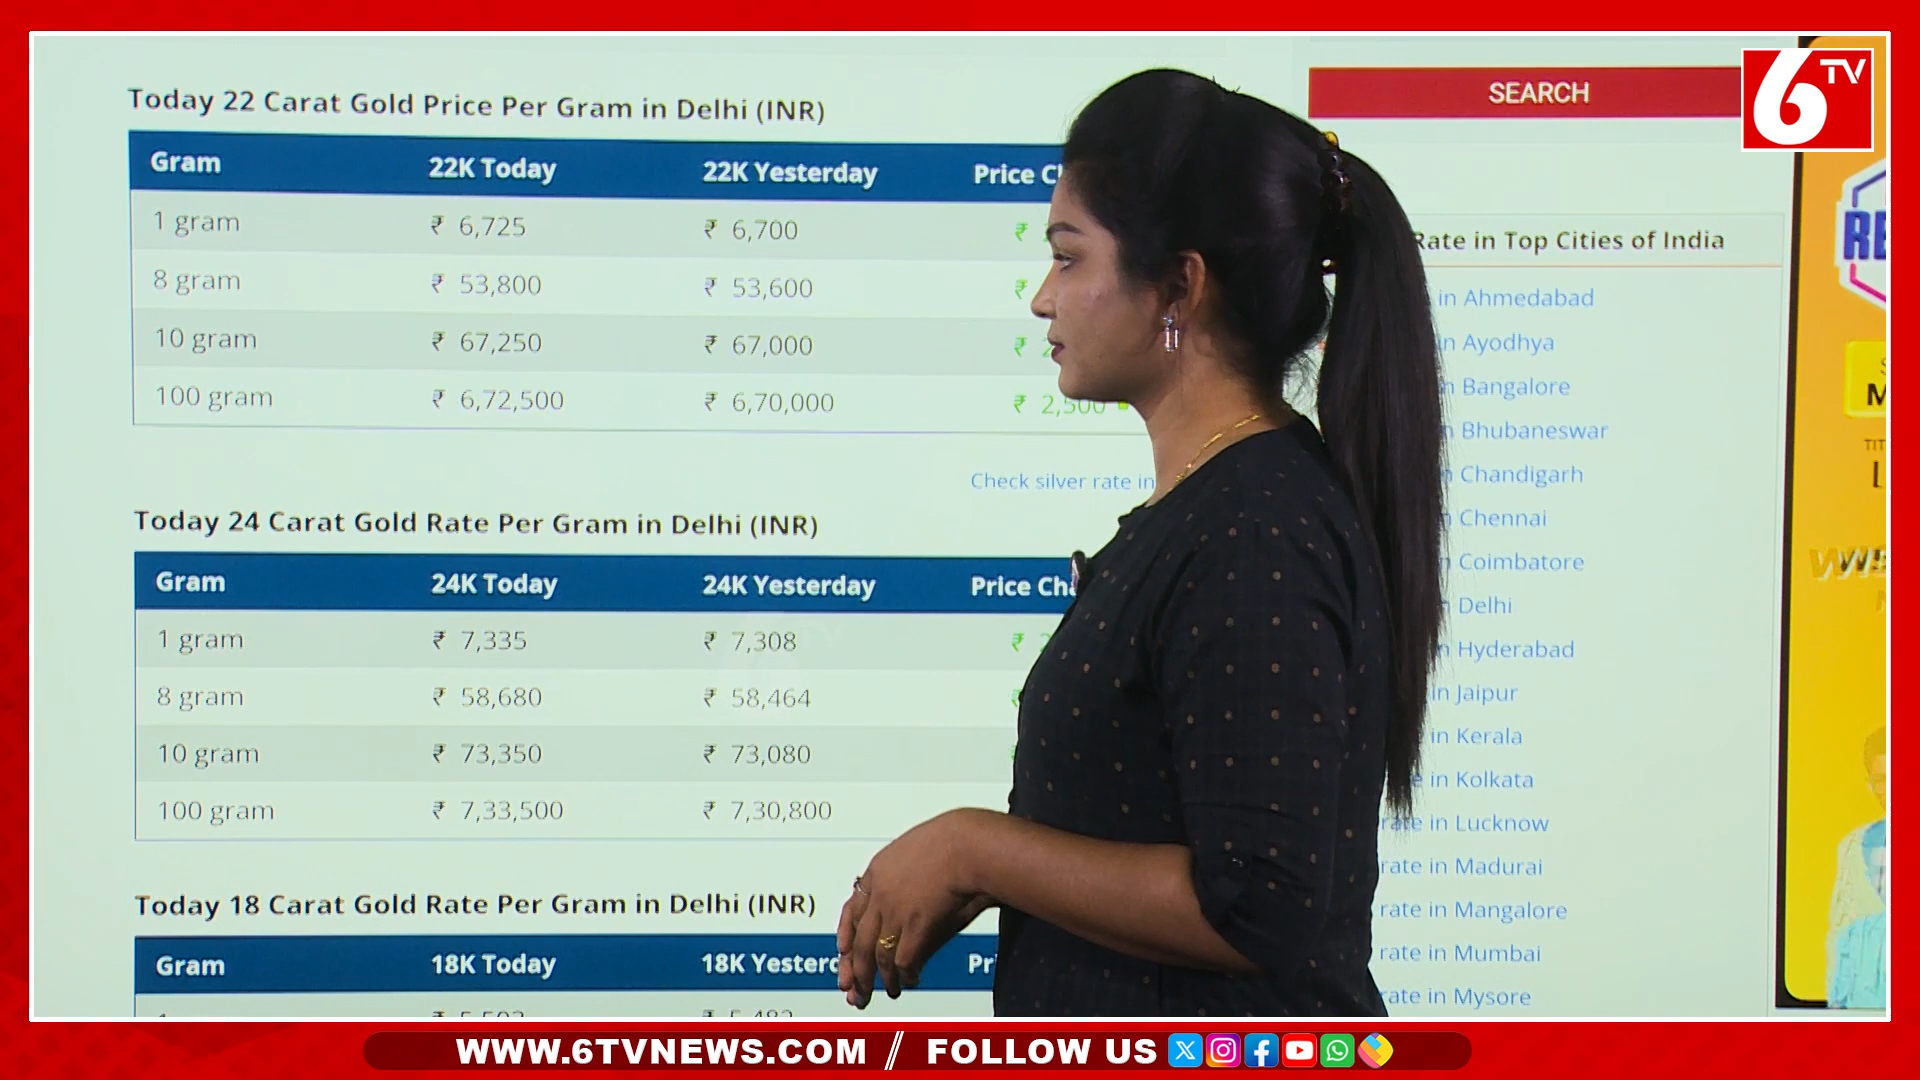 Today 22 Carat Gold Price Per Gram in Delhi (INR)
Gram 22K Today 22K Yesterday Price
1 gram ₹ 6,725 ₹ 6,700 ₹
8 gram ₹ 53,800 ₹ 53,600 ₹
10 gram ₹ 67,250 ₹ 67,000 ₹
100 gram ₹ 6,72,500 ₹ 6,70,000 ₹ 2,500
Check silver rate in
Today 24 Carat Gold Rate Per Gram in Delhi (INR)
Gram 24K Today 24K Yesterday Price
1 gram ₹ 7,335 ₹ 7,308 ₹
8 gram ₹ 58,680 ₹ 58,464
10 gram ₹ 73,350 ₹ 73,080
100 gram ₹ 7,33,500 ₹ 7,30,800
Today 18 Carat Gold Rate Per Gram in Delhi (INR)
Gram 18K Today 18K
SEARCH
6 TV
Rate in Top Cities of India
in Ahmedabad
in Ayodhya
Bangalore
Bhubaneswar
Chandigarh
Chennai
Coimbatore
Delhi
Hyderabad
in Jaipur
in Kerala
in Kolkata
rate in Lucknow
rate in Madurai
rate in Mangalore
rate in Mumbai
rate in Mysore
WWW.6TVNEWS.COM / FOLLOW US